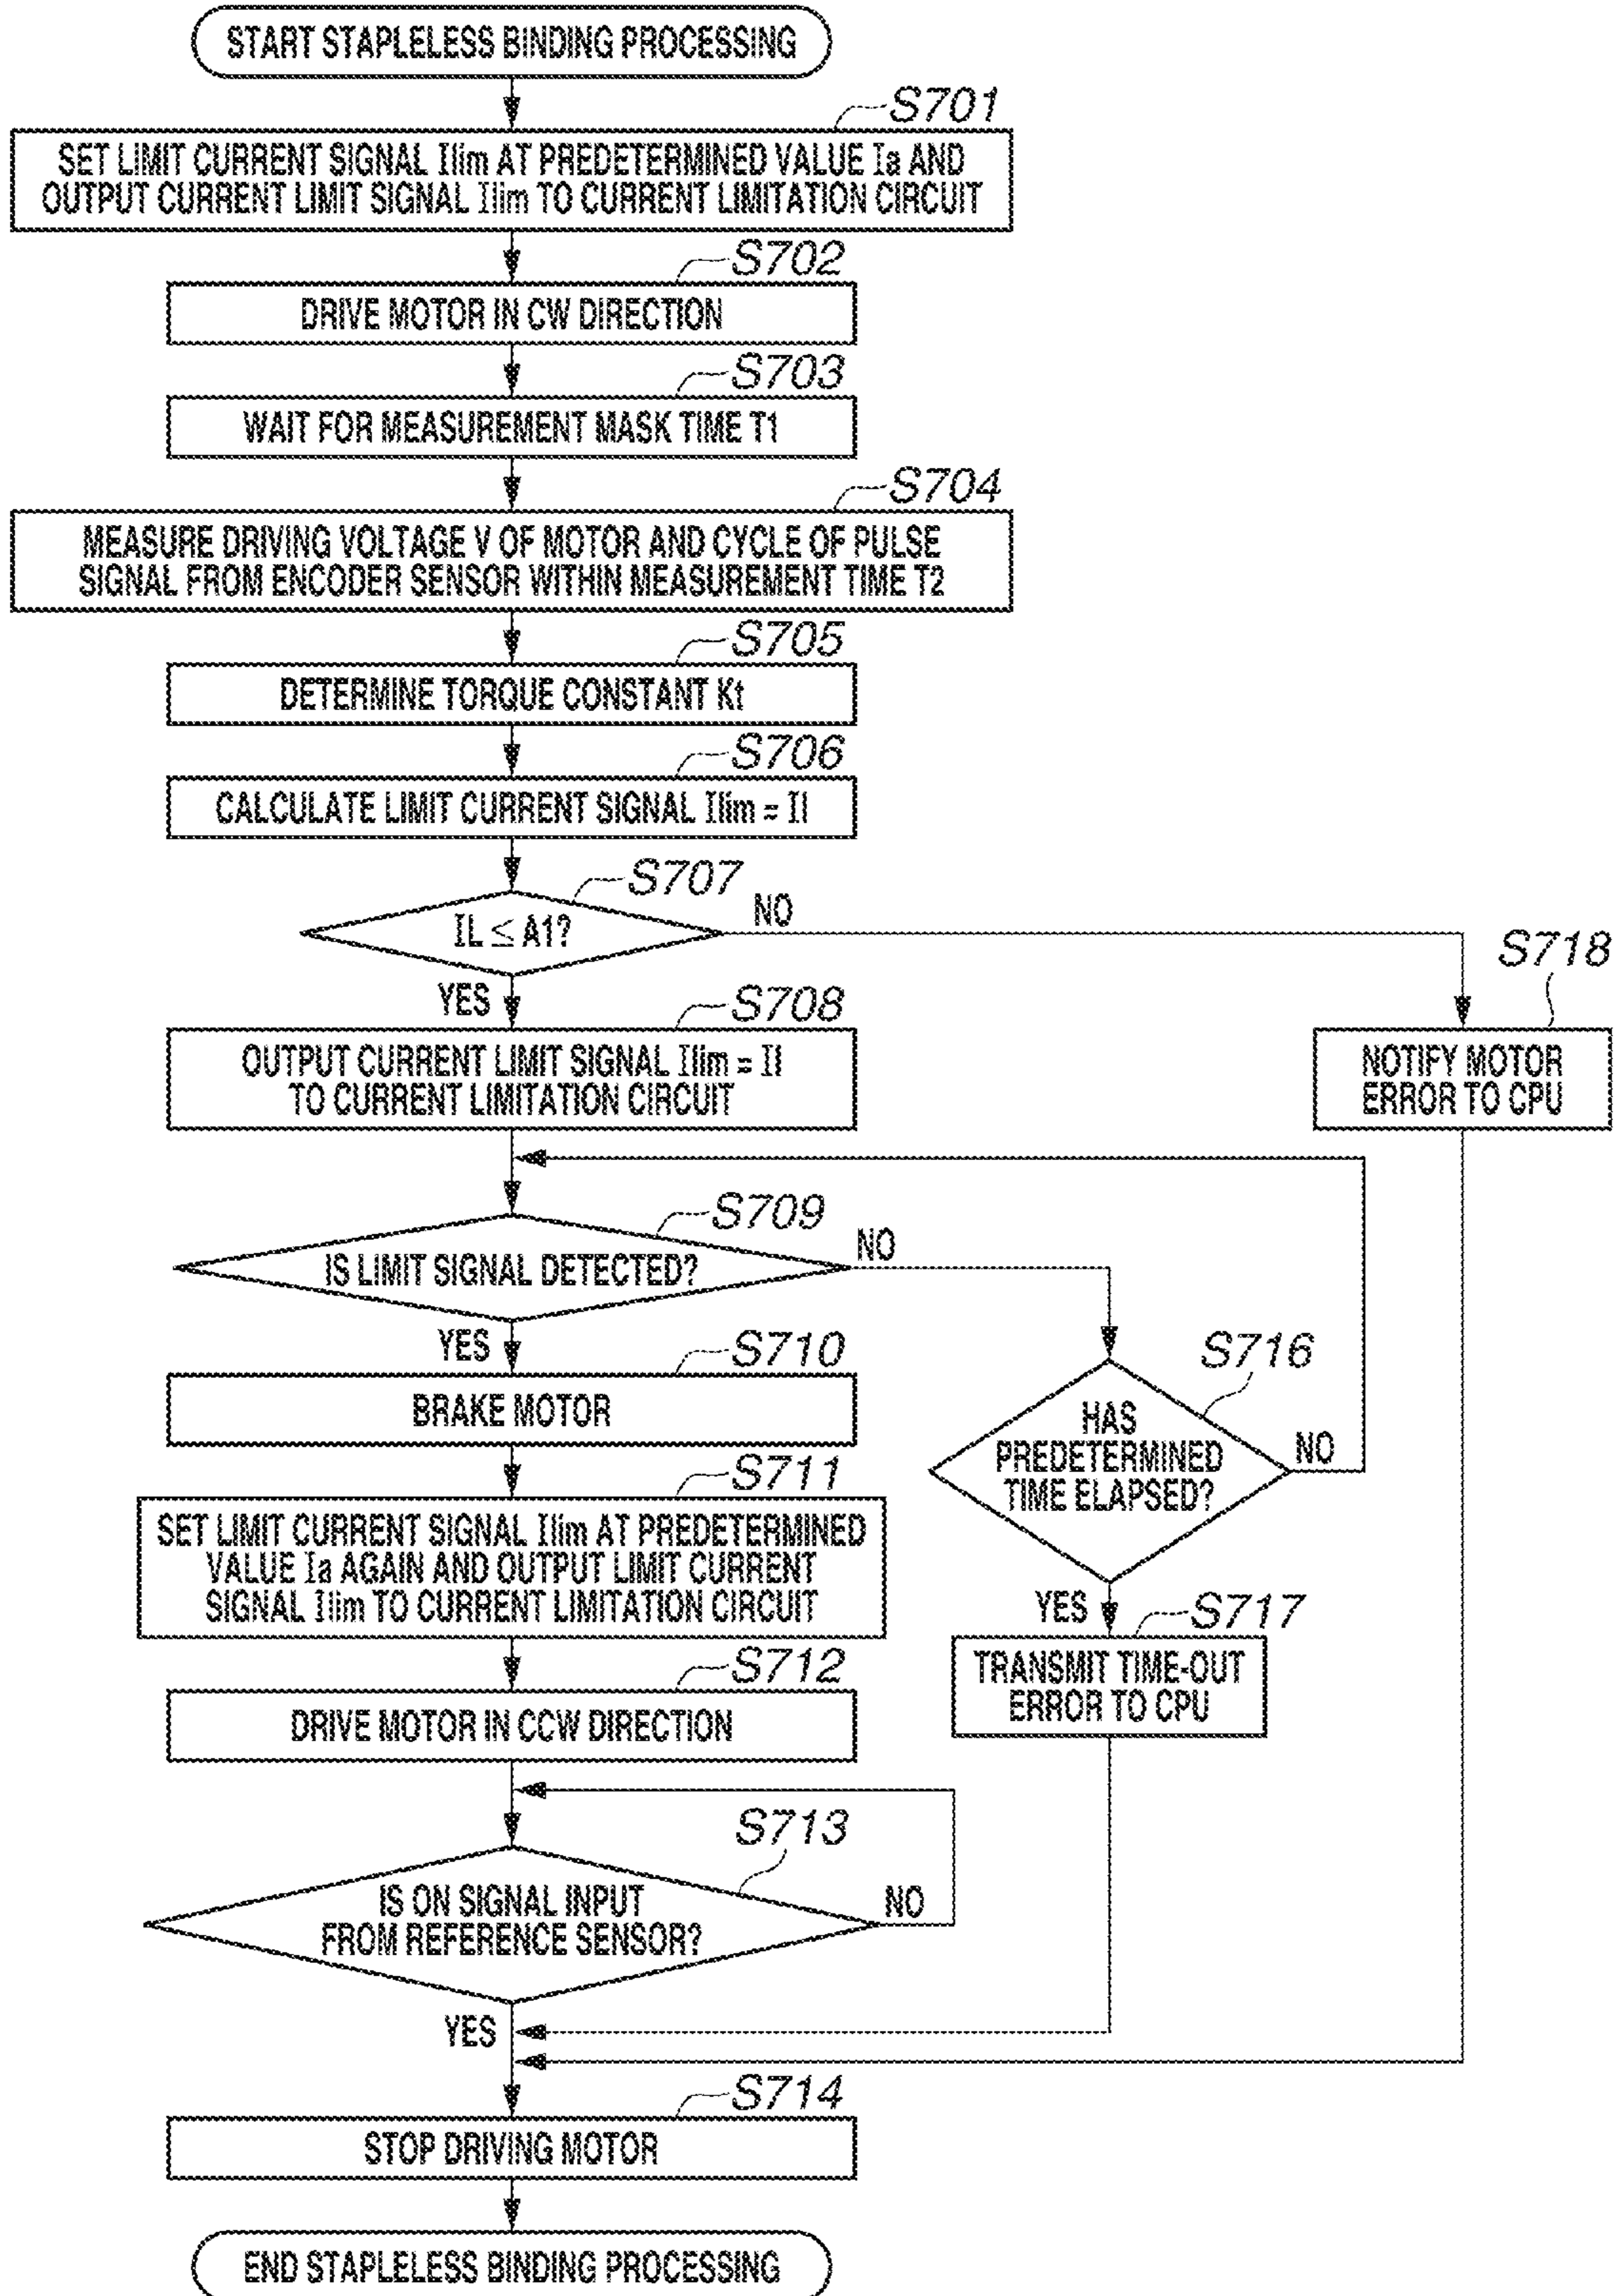 START STAPLELESS BINDING PROCESSING
S701
SET LIMIT CURRENT SIGNAL Ilim AT PREDETERMINED VALUE Ia AND
OUTPUT CURRENT LIMIT SIGNAL Ilim TO CURRENT LIMITATION CIRCUIT
S702
DRIVE MOTOR IN CW DIRECTION
S703
WAIT FOR MEASUREMENT MASK TIME T1
S704
MEASURE DRIVING VOLTAGE V OF MOTOR AND CYCLE OF PULSE
SIGNAL FROM ENCODER SENSOR WITHIN MEASUREMENT TIME T2
S705
DETERMINE TORQUE CONSTANT Kt
S706
CALCULATE LIMIT CURRENT SIGNAL Ilim = Il
S707
IL ≤ A1?
NO
YES
S708
OUTPUT CURRENT LIMIT SIGNAL Ilim = Il
TO CURRENT LIMITATION CIRCUIT
S718
NOTIFY MOTOR
ERROR TO CPU
S709
IS LIMIT SIGNAL DETECTED?
NO
YES
S710
BRAKE MOTOR
S716
HAS
PREDETERMINED
TIME ELAPSED?
NO
YES
S711
SET LIMIT CURRENT SIGNAL Ilim AT PREDETERMINED
VALUE Ia AGAIN AND OUTPUT LIMIT CURRENT
SIGNAL Ilim TO CURRENT LIMITATION CIRCUIT
S717
TRANSMIT TIME-OUT
ERROR TO CPU
S712
DRIVE MOTOR IN CCW DIRECTION
S713
IS ON SIGNAL INPUT
FROM REFERENCE SENSOR?
NO
YES
S714
STOP DRIVING MOTOR
END STAPLELESS BINDING PROCESSING